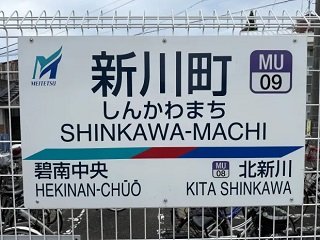 MEITETSU
新川町
MU
09
しんかわまち
SHINKAWA-MACHI
碧南中央
HEKINAN-CHŪŌ
MU
08
北新川
KITA SHINKAWA